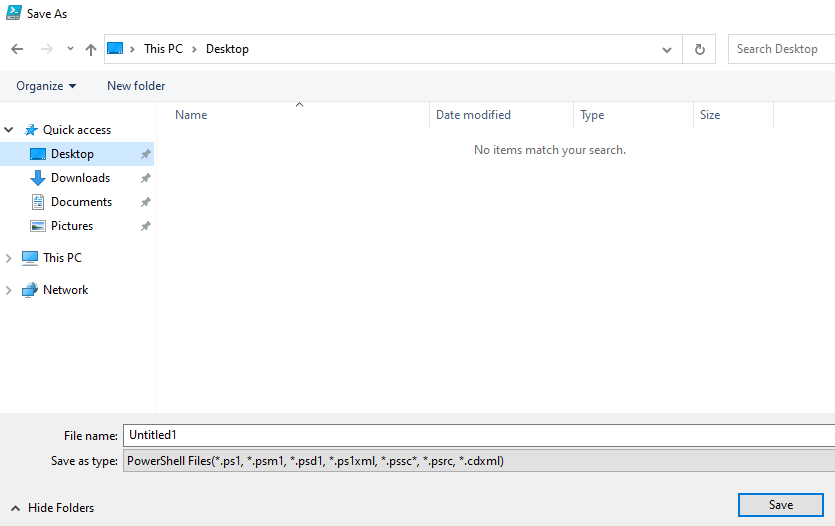 Save As
This PC Desktop Search Desktop
Organize New folder
Name Date modified Type Size
No items match your search.
Quick access
Desktop
Downloads
Documents
Pictures
This PC
Network
File name: Untitled1
Save as type: PowerShell Files(*.ps1, *.psm1, *.psd1, *.ps1xml, *.pssc*, *.psrc, *.cdxml)
Hide Folders Save